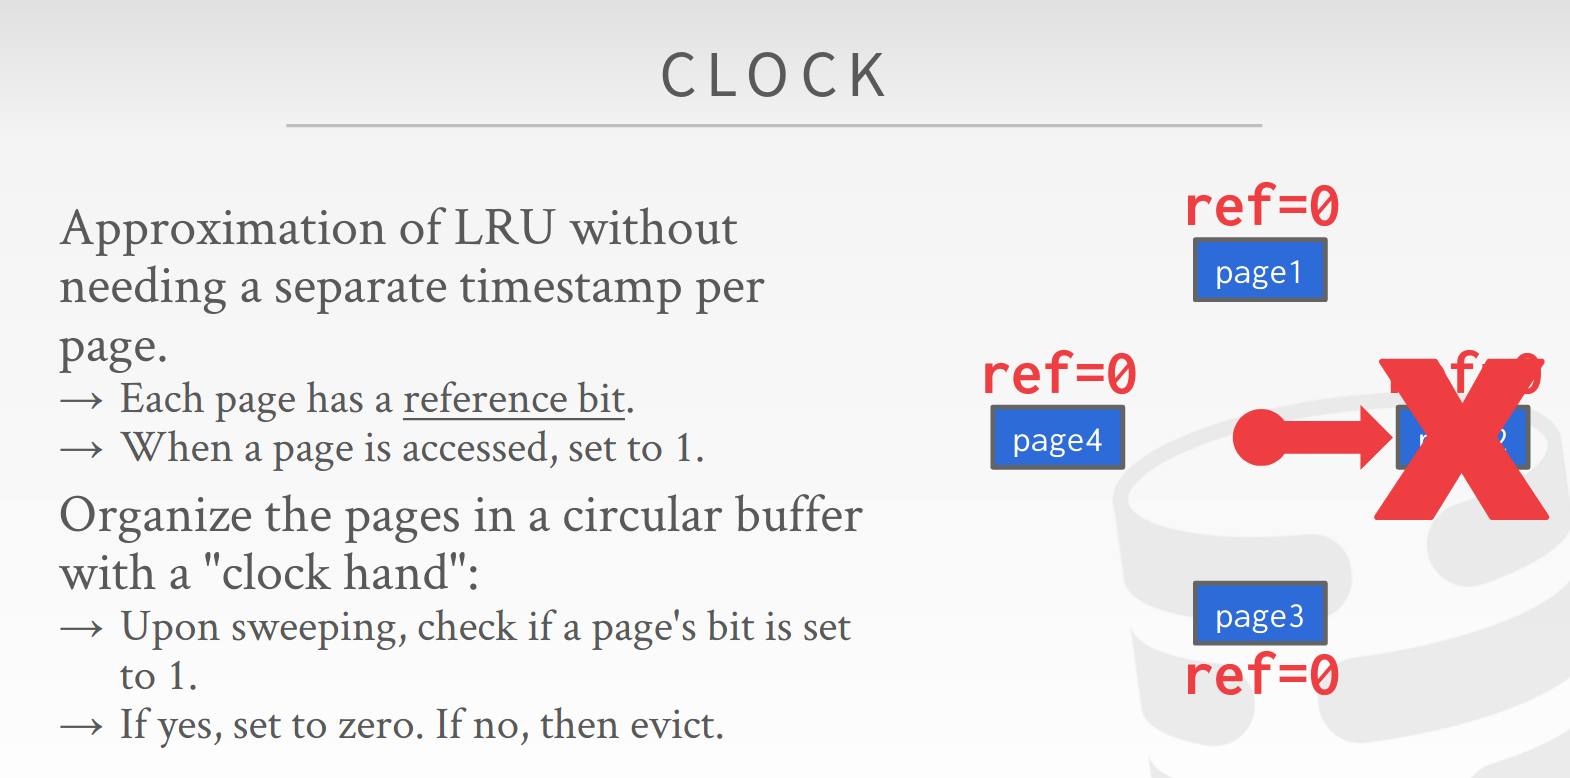 CLOCK
Approximation of LRU without
needing a separate timestamp per
page.
→ Each page has a reference bit.
→ When a page is accessed, set to 1.
Organize the pages in a circular buffer
with a "clock hand":
→ Upon sweeping, check if a page's bit is set
to 1.
→ If yes, set to zero. If no, then evict.
ref=0
page1
ref=0
page4
page3
ref=0